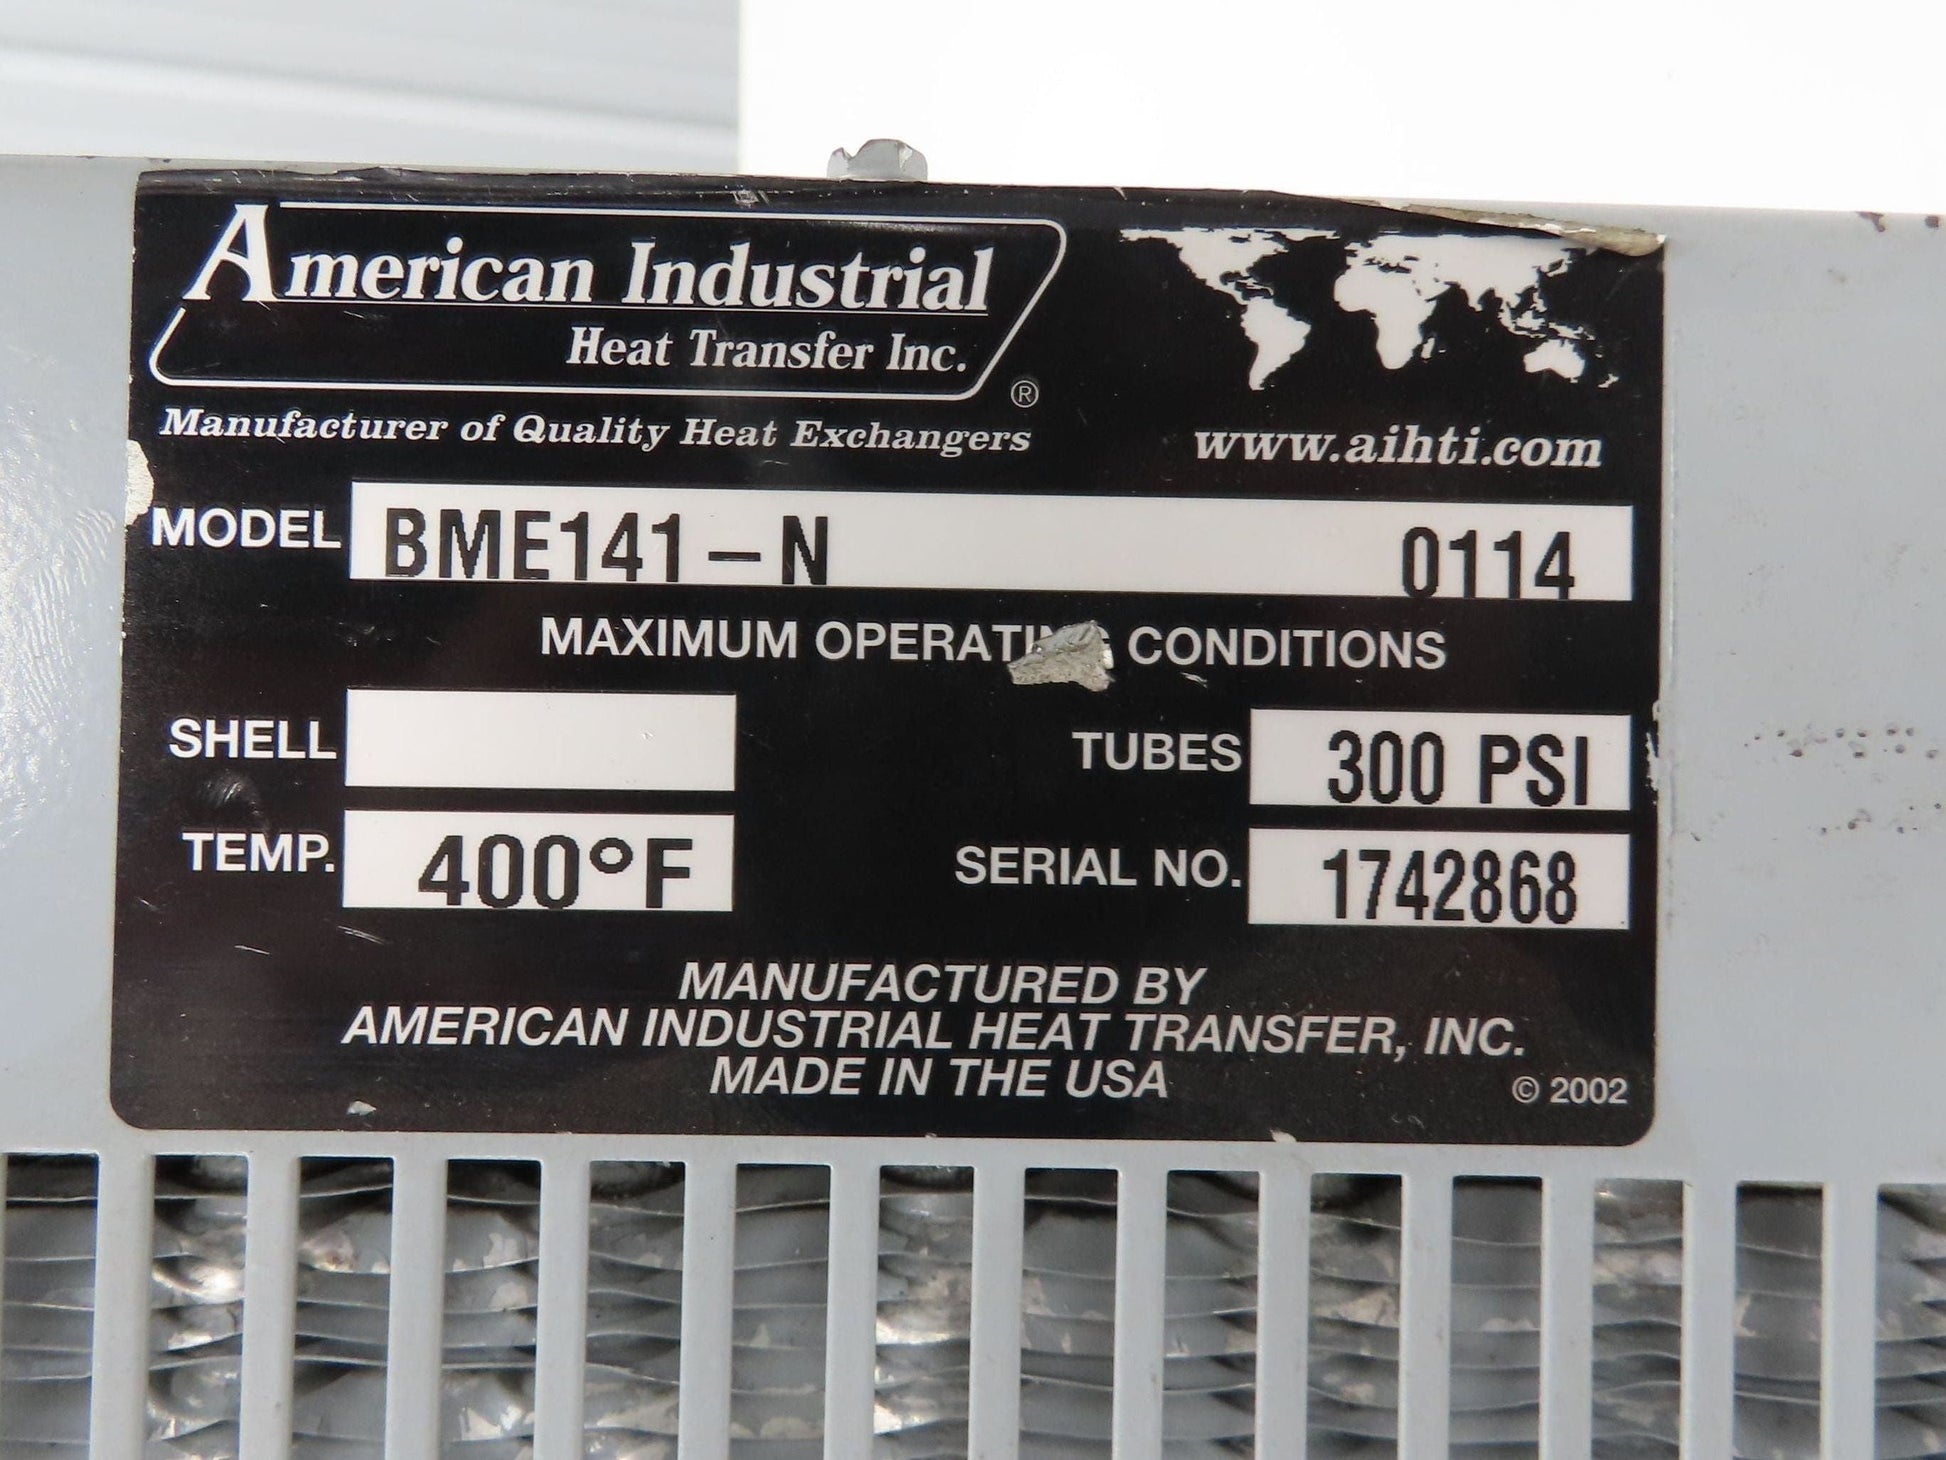 American Industrial
Heat Transfer Inc.
®
Manufacturer of Quality Heat Exchangers
www.aihti.com
MODEL BME141-N 0114
MAXIMUM OPERATING CONDITIONS
SHELL
TUBES 300 PSI
TEMP. 400°F
SERIAL NO. 1742868
MANUFACTURED BY
AMERICAN INDUSTRIAL HEAT TRANSFER, INC.
MADE IN THE USA
© 2002